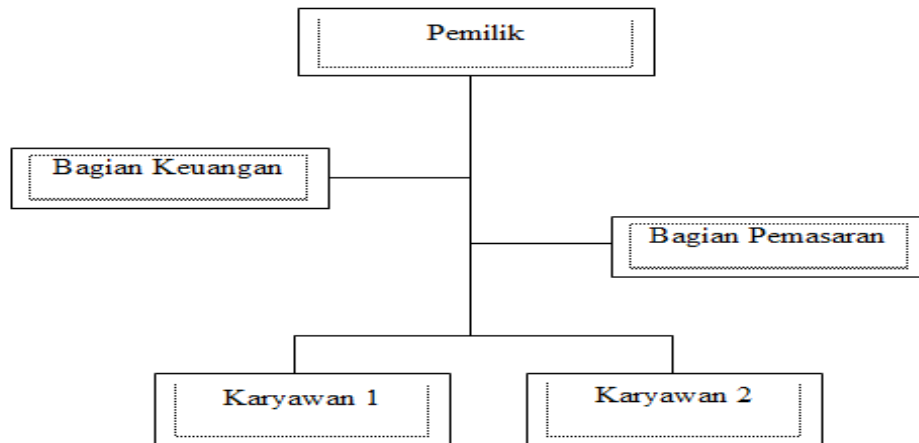 Pemilik
Bagian Keuangan
Bagian Pemasaran
Karyawan 1
Karyawan 2